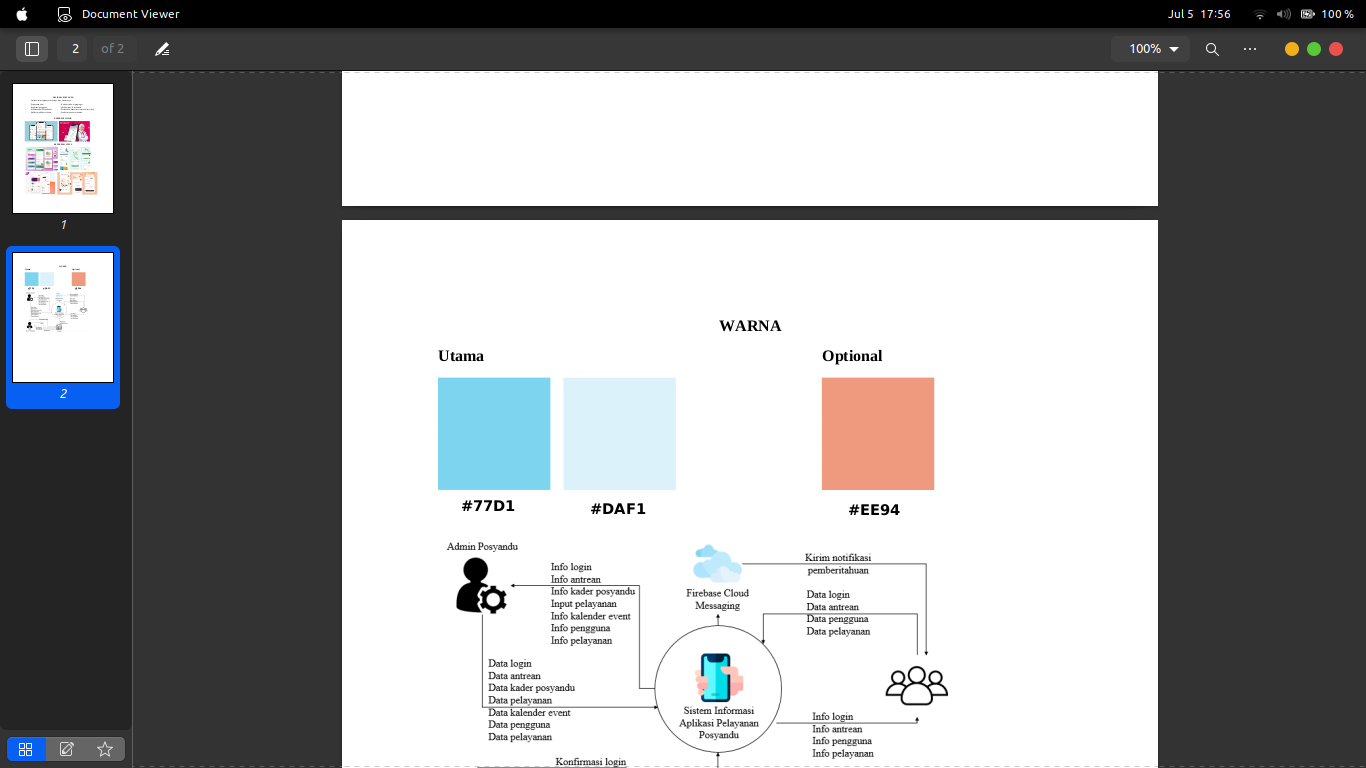 Document Viewer
Jul 5 17:56
100 %
2
of 2
100%
1
2
WARNA
Utama
Optional
#77D1
#DAF1
#EE94
Admin Posyandu
Info login
Info antrean
Info kader posyandu
Input pelayanan
Info kalender event
Info pengguna
Info pelayanan
Firebase Cloud
Messaging
Kirim notifikasi
pemberitahuan
Data login
Data antrean
Data pengguna
Data pelayanan
Data login
Data antrean
Data kader posyandu
Data pelayanan
Data kalender event
Data pengguna
Data pelayanan
Sistem Informasi
Aplikasi Pelayanan
Posyandu
Info login
Info antrean
Info pengguna
Info pelayanan
Konfirmasi login